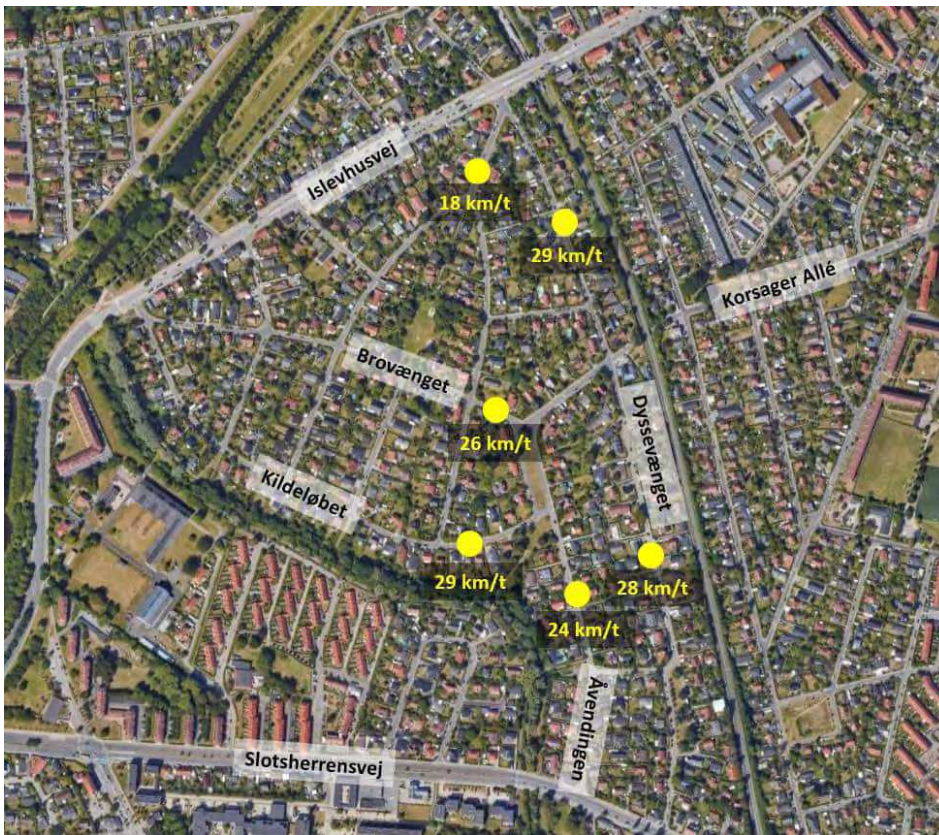 Islevhusvej
18 km/t
29 km/t
Korsager Allé
Brovænget
26 km/t
Dyssevænget
Kildeløbet
29 km/t
28 km/t
24 km/t
Åvendingen
Slotsherrensvej